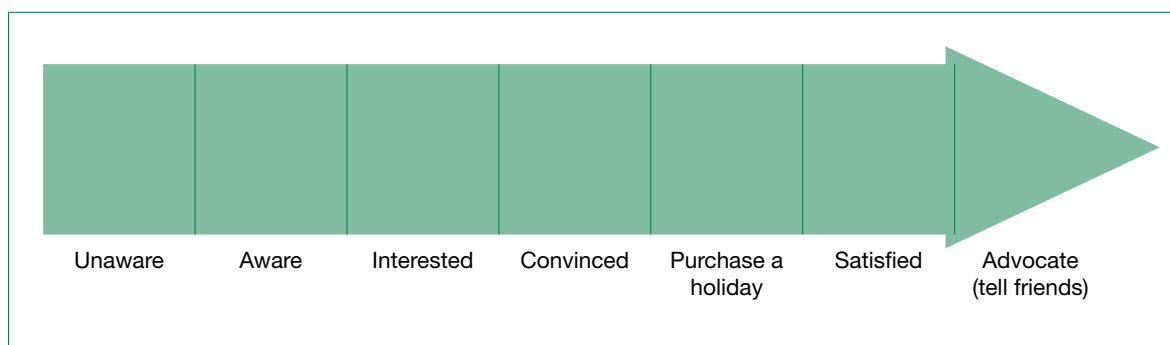 Unaware
Aware
Interested
Convinced
Purchase a
holiday
Satisfied
Advocate
(tell friends)